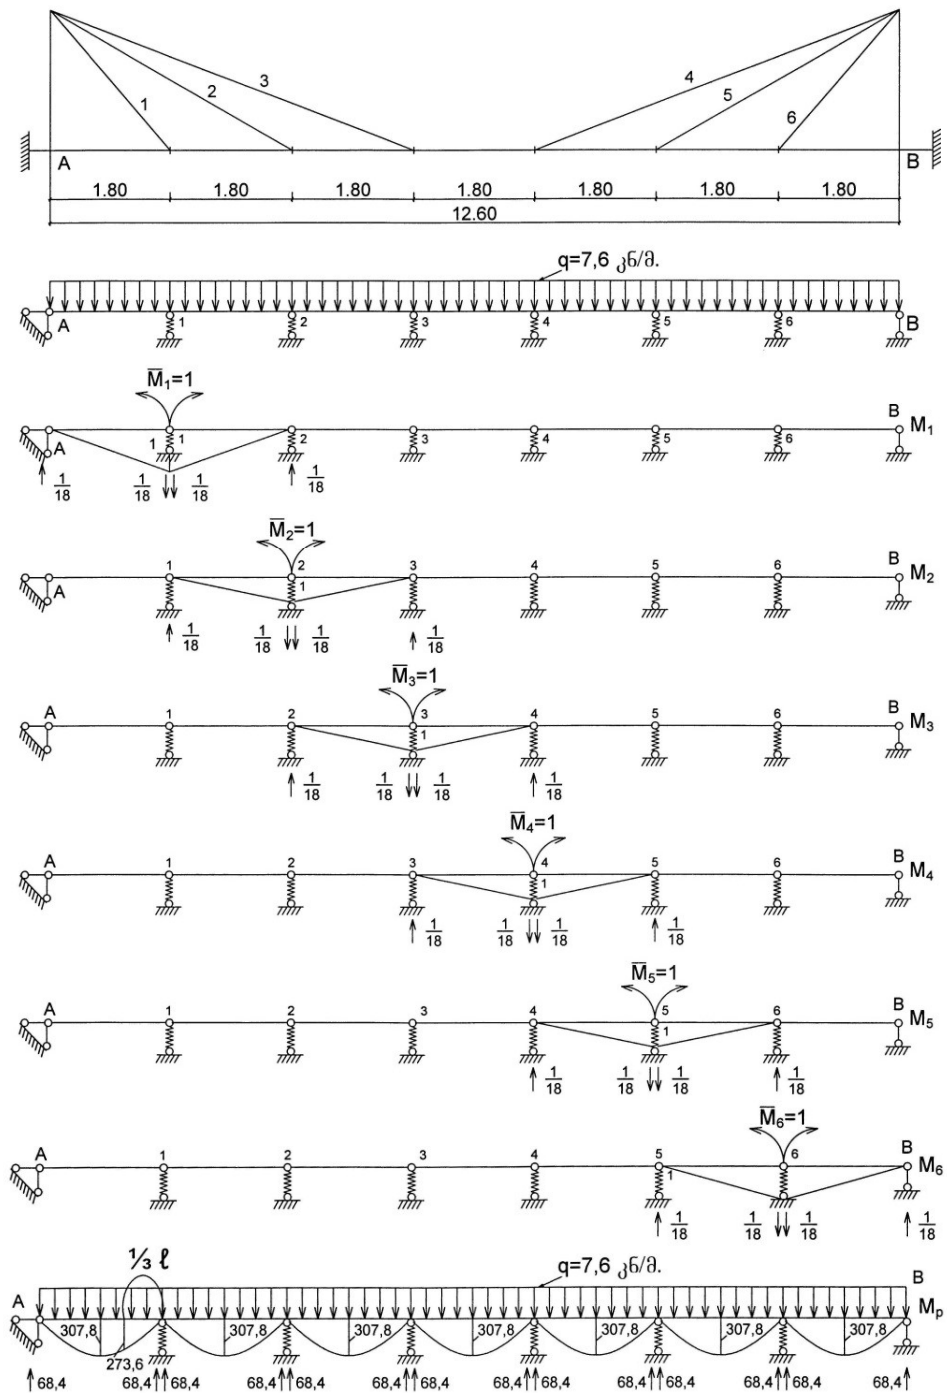 1 2 3 4 5 6
A B
1.80 1.80 1.80 1.80 1.80 1.80 1.80
12.60
q=7,6 კნ/მ.
A 1 2 3 4 5 6 B
M̅₁=1
A 1 1 2 3 4 5 6 B M₁
1/18 1/18 1/18 1/18
M̅₂=1
A 1 2 1 3 4 5 6 B M₂
1/18 1/18 1/18 1/18
M̅₃=1
A 1 2 3 1 4 5 6 B M₃
1/18 1/18 1/18 1/18
M̅₄=1
A 1 2 3 4 1 5 6 B M₄
1/18 1/18 1/18 1/18
M̅₅=1
A 1 2 3 4 5 1 6 B M₅
1/18 1/18 1/18 1/18
M̅₆=1
A 1 2 3 4 5 1 6 B M₆
1/18 1/18 1/18 1/18
⅓ ℓ q=7,6 კნ/მ.
A B Mₚ
307,8 307,8 307,8 307,8 307,8 307,8 307,8
273,6
68,4 68,4 68,4 68,4 68,4 68,4 68,4 68,4 68,4 68,4 68,4 68,4 68,4 68,4